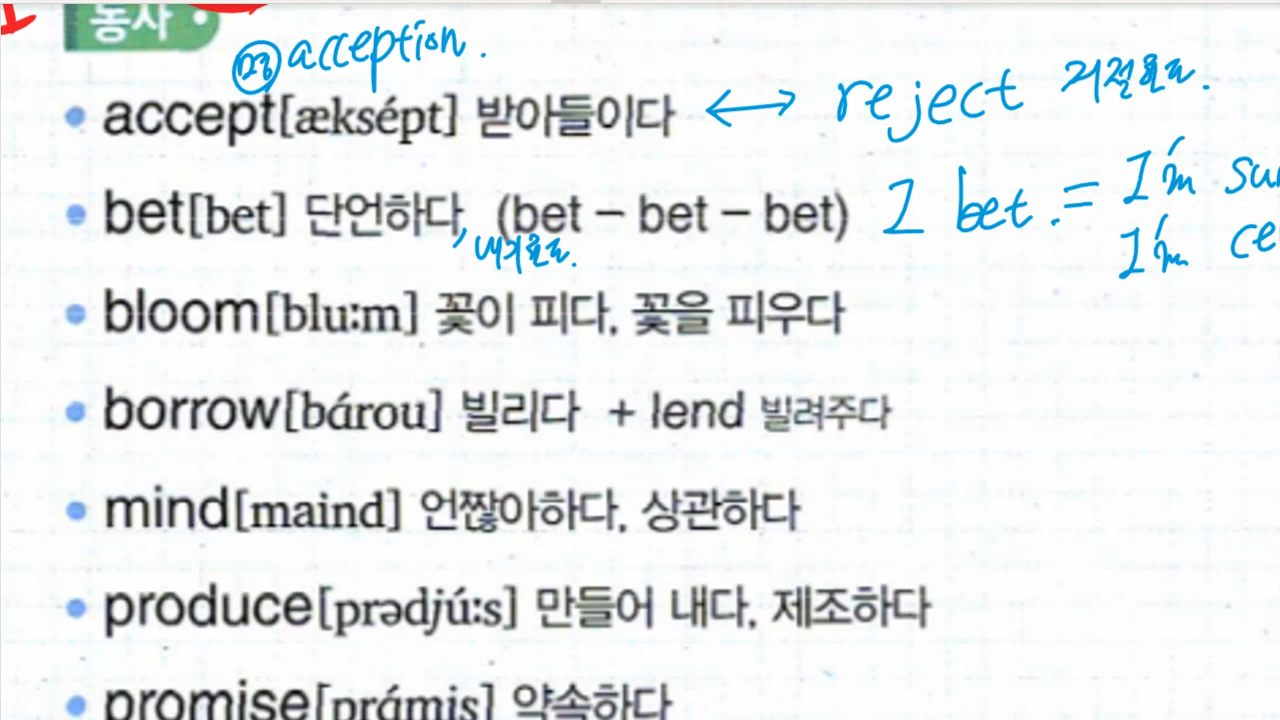 동사
명 acception.
accept[æksépt] 받아들이다 ↔ reject 거절하다.
bet[bet] 단언하다, (bet – bet – bet) I bet. = I'm su
내기하다. I'm ce
bloom[blu:m] 꽃이 피다, 꽃을 피우다
borrow[bárou] 빌리다 + lend 빌려주다
mind[maind] 언짢아하다, 상관하다
produce[prədjú:s] 만들어 내다, 제조하다
promise[prámis] 약속하다